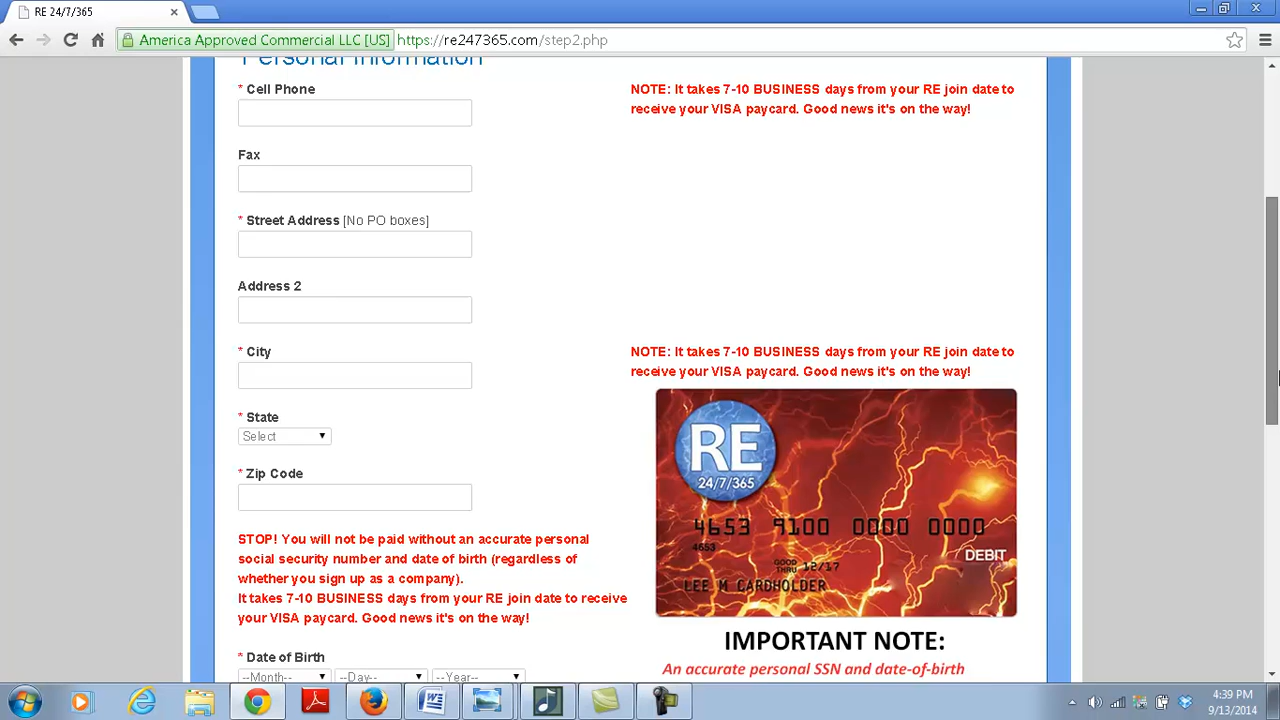 RE 24/7/365
America Approved Commercial LLC [US]
https://re247365.com/step2.php
Personal Information
* Cell Phone
Fax
* Street Address [No PO boxes]
Address 2
* City
* State
Select
* Zip Code
STOP! You will not be paid without an accurate personal
social security number and date of birth (regardless of
whether you sign up as a company).
It takes 7-10 BUSINESS days from your RE join date to receive
your VISA paycard. Good news it's on the way!
* Date of Birth
--Month-- --Day-- --Year--
NOTE: It takes 7-10 BUSINESS days from your RE join date to
receive your VISA paycard. Good news it's on the way!
NOTE: It takes 7-10 BUSINESS days from your RE join date to
receive your VISA paycard. Good news it's on the way!
RE
24/7/365
4653 9100 0000 0000
4653
DEBIT
GOOD
THRU 12/17
LEE M CARDHOLDER
IMPORTANT NOTE:
An accurate personal SSN and date-of-birth
4:39 PM
9/13/2014